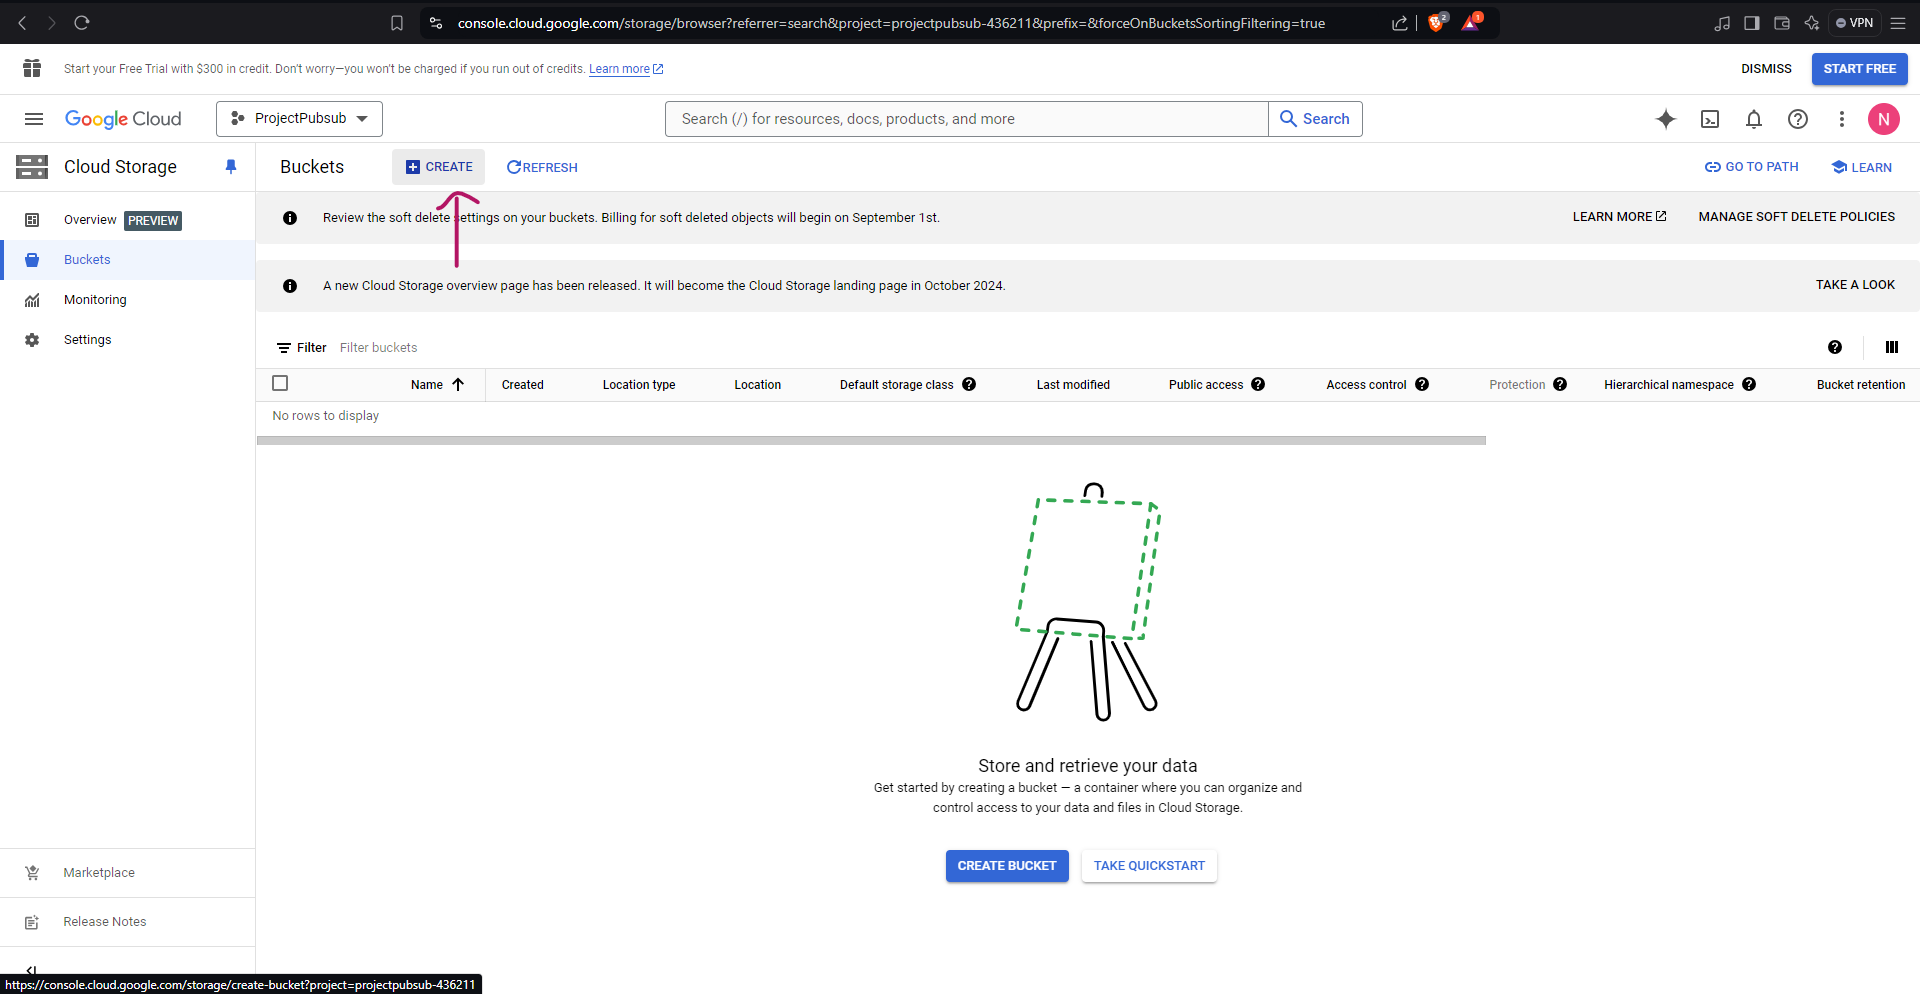 console.cloud.google.com/storage/browser?referrer=search&project=projectpubsub-436211&prefix=&forceOnBucketsSortingFiltering=true
2
1
VPN
Start your Free Trial with $300 in credit. Don't worry—you won't be charged if you run out of credits. Learn more
DISMISS
START FREE
Google Cloud
ProjectPubsub
Search (/) for resources, docs, products, and more
Search
N
Cloud Storage
Buckets
CREATE
REFRESH
GO TO PATH
LEARN
Overview PREVIEW
Buckets
Monitoring
Settings
Review the soft delete settings on your buckets. Billing for soft deleted objects will begin on September 1st.
LEARN MORE
MANAGE SOFT DELETE POLICIES
A new Cloud Storage overview page has been released. It will become the Cloud Storage landing page in October 2024.
TAKE A LOOK
Filter Filter buckets
Name Created Location type Location Default storage class Last modified Public access Access control Protection Hierarchical namespace Bucket retention
No rows to display
Store and retrieve your data
Get started by creating a bucket — a container where you can organize and
control access to your data and files in Cloud Storage.
CREATE BUCKET
TAKE QUICKSTART
Marketplace
Release Notes
https://console.cloud.google.com/storage/create-bucket?project=projectpubsub-436211